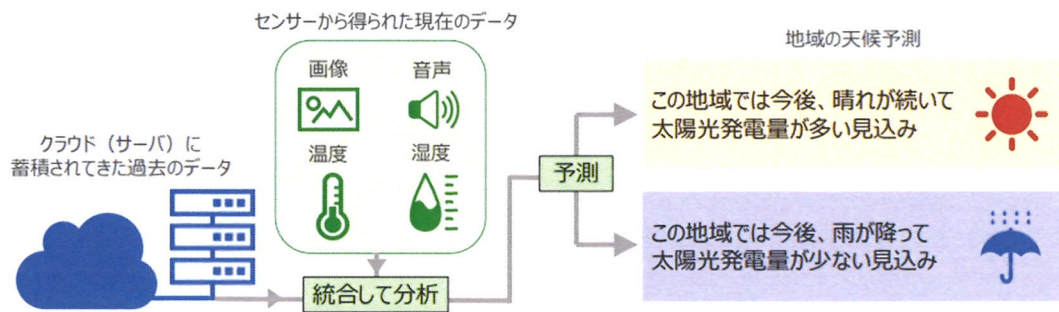 センサーから得られた現在のデータ
画像
音声
温度
湿度
クラウド（サーバ）に
蓄積されてきた過去のデータ
統合して分析
予測
地域の天候予測
この地域では今後、晴れが続いて
太陽光発電量が多い見込み
この地域では今後、雨が降って
太陽光発電量が少ない見込み